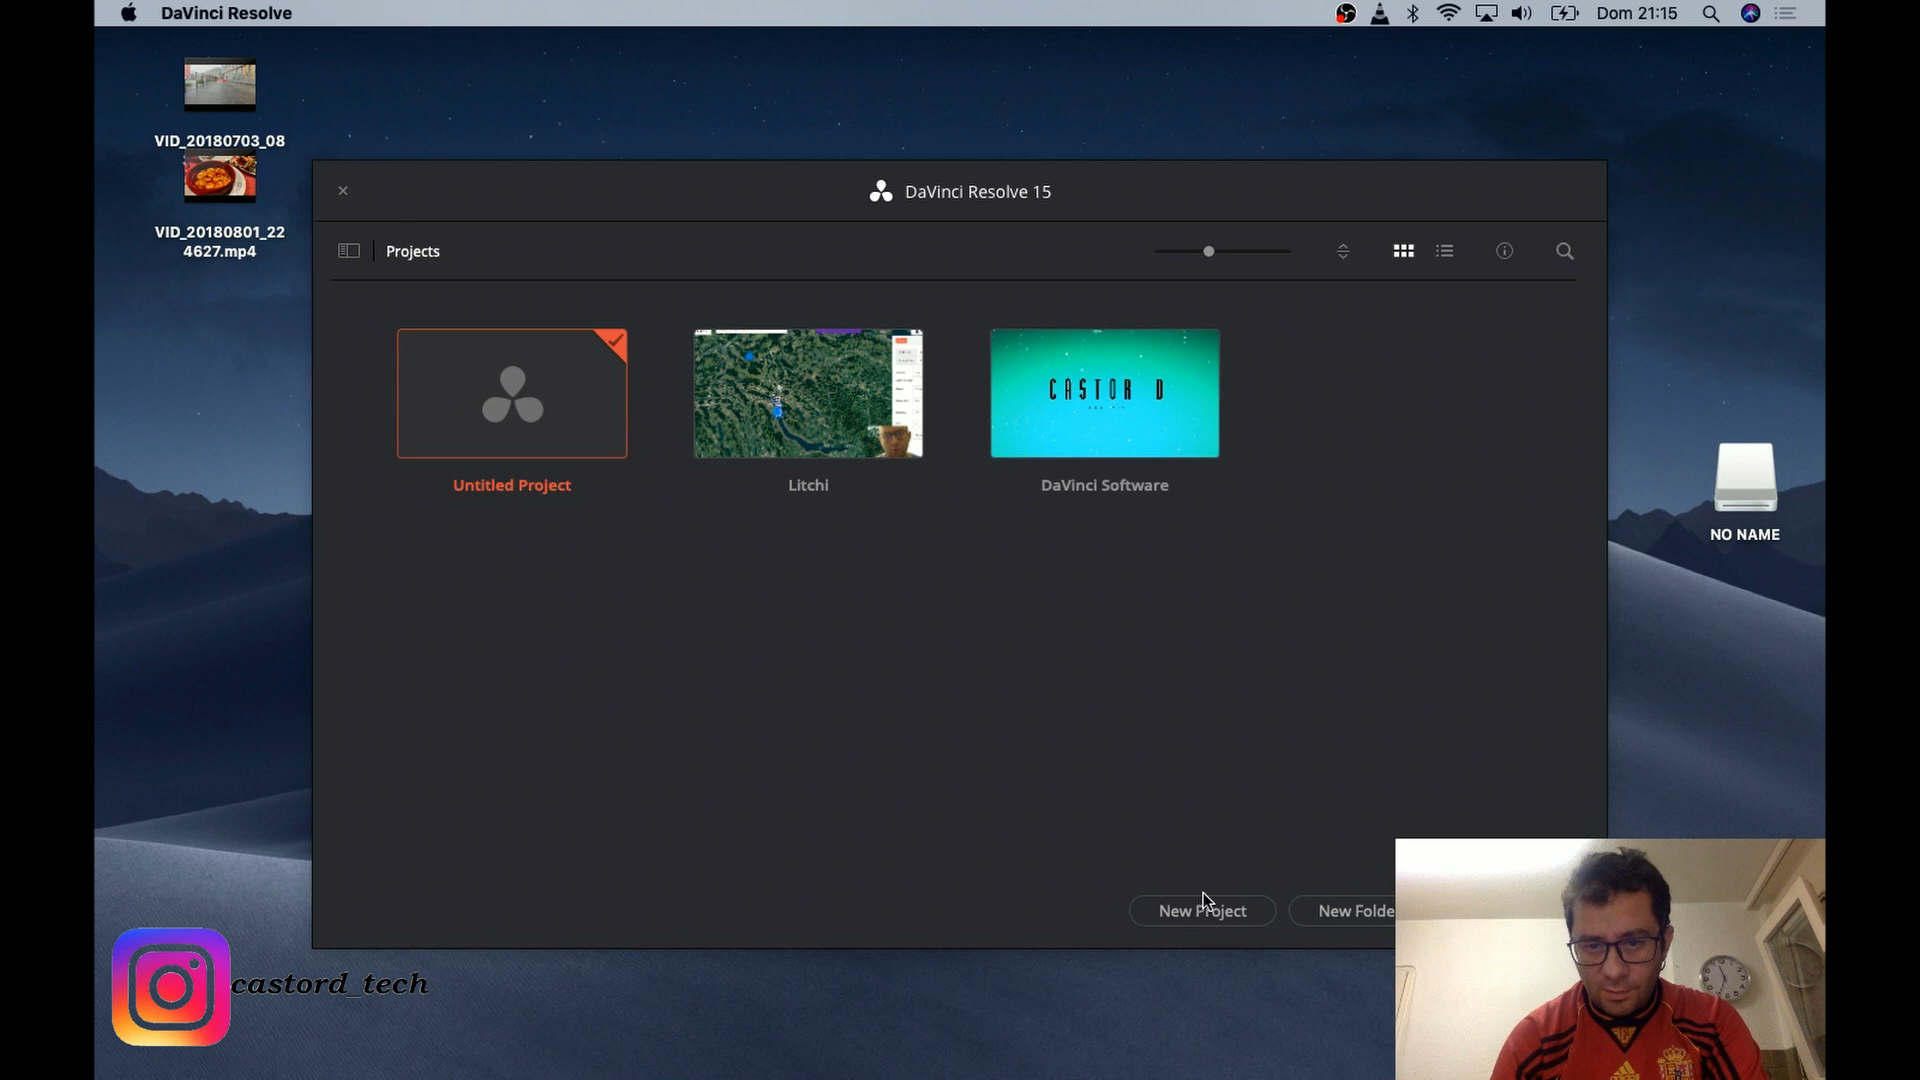 DaVinci Resolve
Dom 21:15
VID_20180703_08
VID_20180801_22
4627.mp4
DaVinci Resolve 15
Projects
CASTOR D
Untitled Project
Litchi
DaVinci Software
NO NAME
New Project
New Folde
castord_tech
adidas